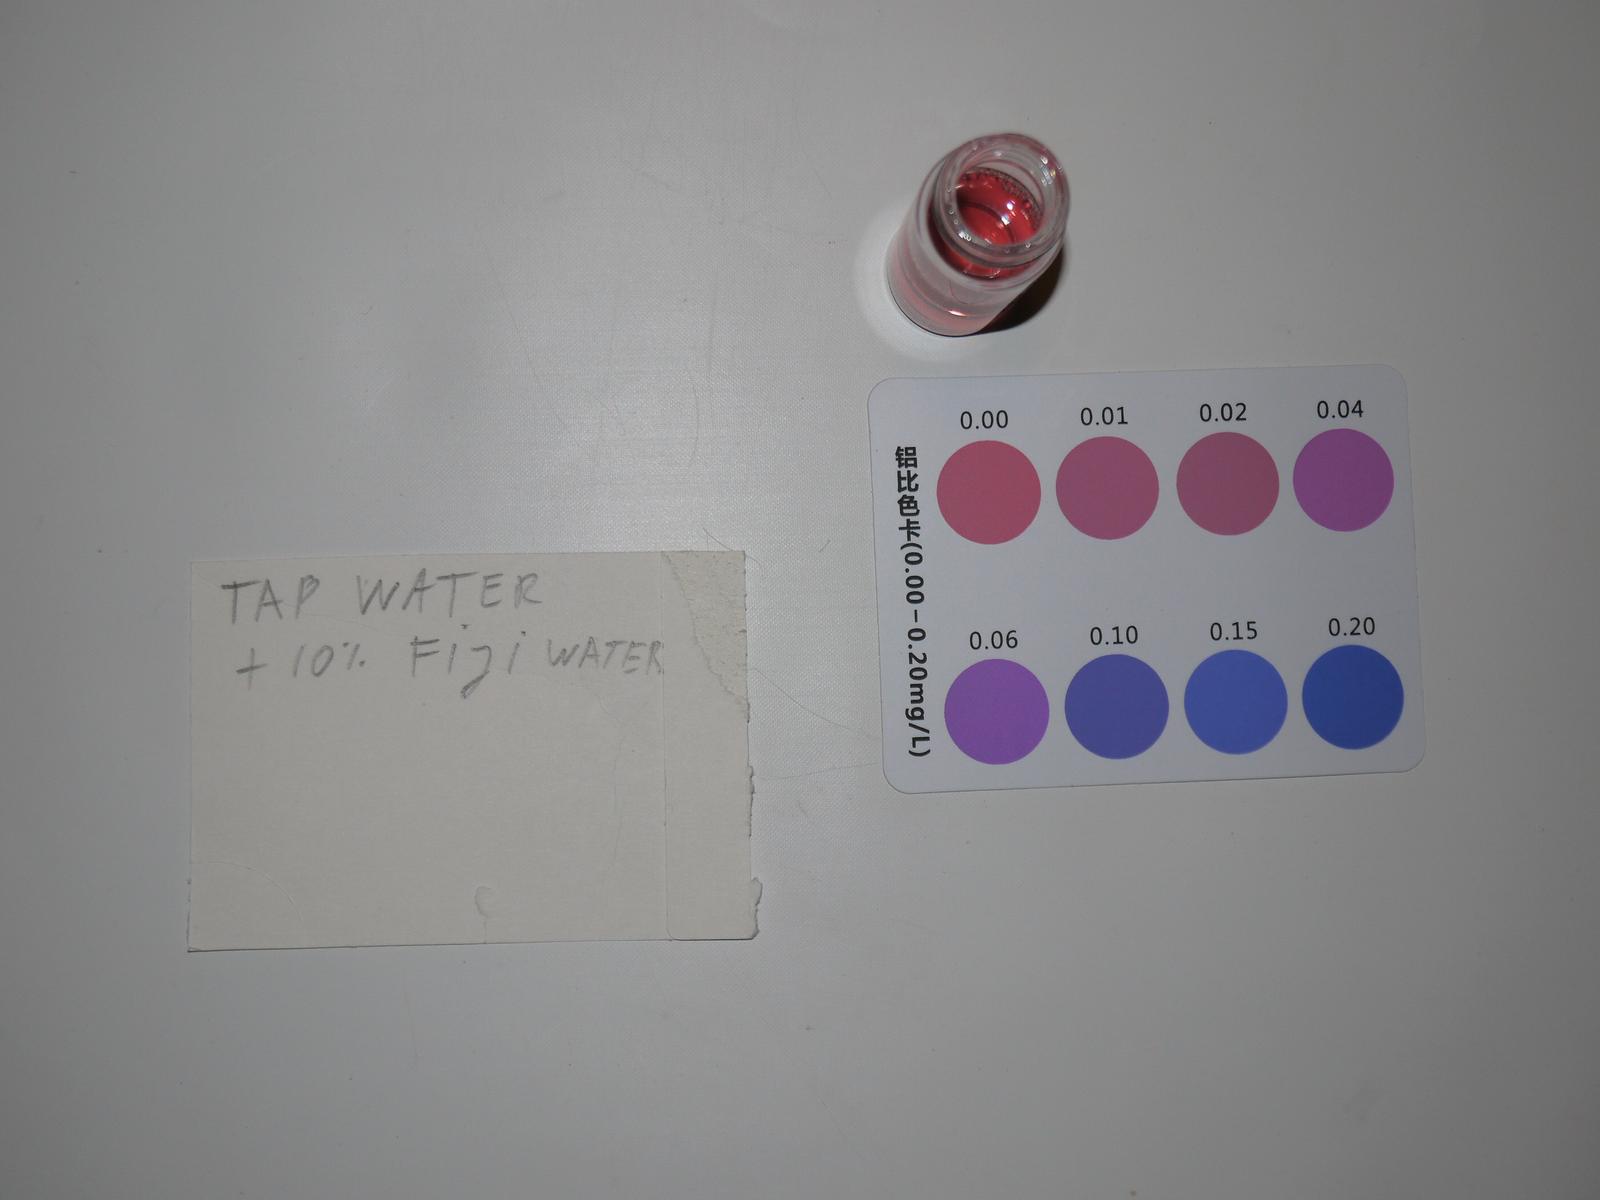 TAP WATER
+ 10% Fiji WATER
铝比色卡(0.00-0.20mg/L)
0.00 0.01 0.02 0.04
0.06 0.10 0.15 0.20